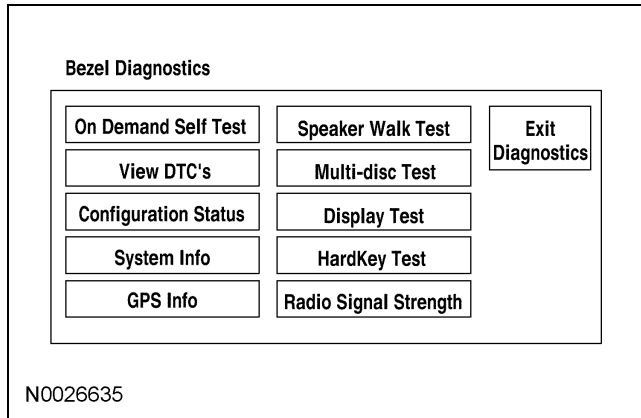 Bezel Diagnostics
On Demand Self Test
View DTC's
Configuration Status
System Info
GPS Info
Speaker Walk Test
Multi-disc Test
Display Test
HardKey Test
Radio Signal Strength
Exit
Diagnostics
N0026635